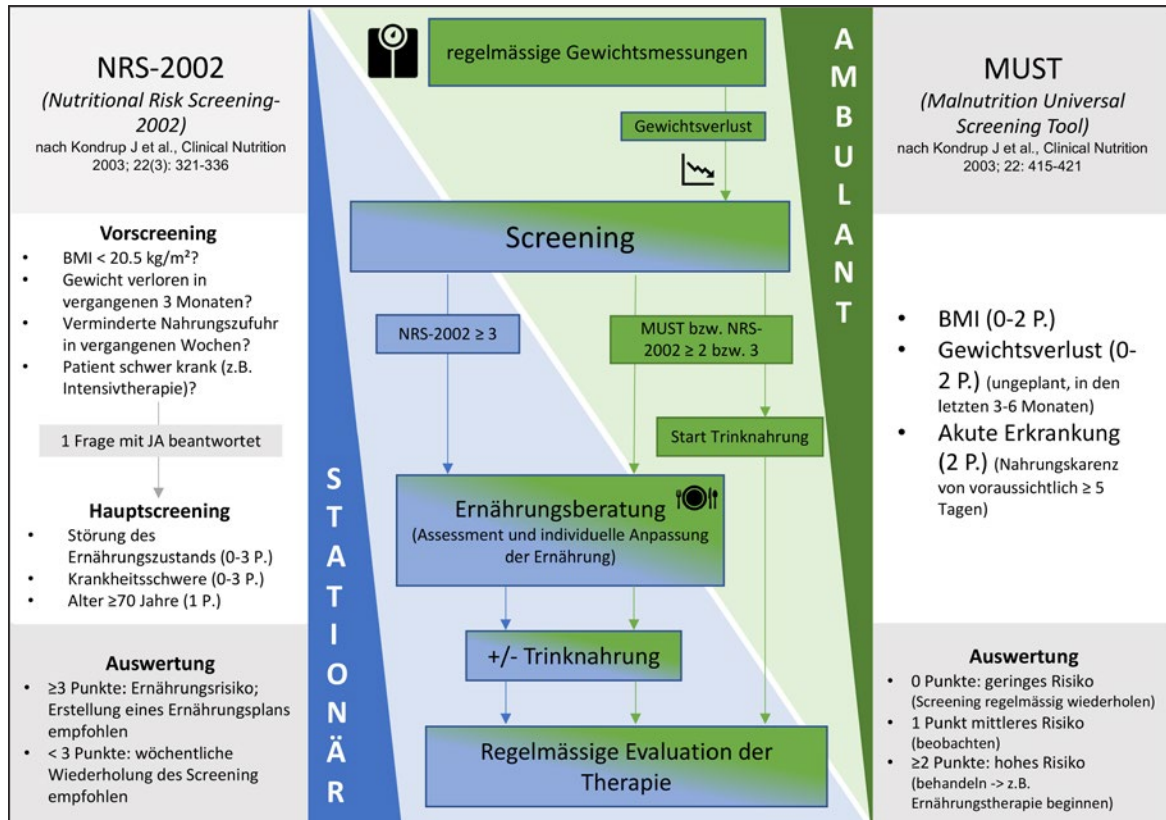 NRS-2002
(Nutritional Risk Screening-
2002)
nach Kondrup J et al., Clinical Nutrition
2003; 22(3): 321-336
Vorscreening
• BMI < 20.5 kg/m²?
• Gewicht verloren in
vergangenen 3 Monaten?
• Verminderte Nahrungszufuhr
in vergangenen Wochen?
• Patient schwer krank (z.B.
Intensivtherapie)?
1 Frage mit JA beantwortet
Hauptscreening
• Störung des
Ernährungszustands (0-3 P.)
• Krankheitsschwere (0-3 P.)
• Alter ≥70 Jahre (1 P.)
Auswertung
• ≥3 Punkte: Ernährungsrisiko;
Erstellung eines Ernährungsplans
empfohlen
• < 3 Punkte: wöchentliche
Wiederholung des Screening
empfohlen
STATIONÄR
regelmässige Gewichtsmessungen
Gewichtsverlust
Screening
NRS-2002 ≥ 3
MUST bzw. NRS-
2002 ≥ 2 bzw. 3
Start Trinknahrung
Ernährungsberatung
(Assessment und individuelle Anpassung
der Ernährung)
+/- Trinknahrung
Regelmässige Evaluation der
Therapie
AMBULANT
MUST
(Malnutrition Universal
Screening Tool)
nach Kondrup J et al., Clinical Nutrition
2003; 22: 415-421
• BMI (0-2 P.)
• Gewichtsverlust (0-
2 P.) (ungeplant, in den
letzten 3-6 Monaten)
• Akute Erkrankung
(2 P.) (Nahrungskarenz
von voraussichtlich ≥ 5
Tagen)
Auswertung
• 0 Punkte: geringes Risiko
(Screening regelmässig wiederholen)
• 1 Punkt mittleres Risiko
(beobachten)
• ≥2 Punkte: hohes Risiko
(behandeln -> z.B.
Ernährungstherapie beginnen)